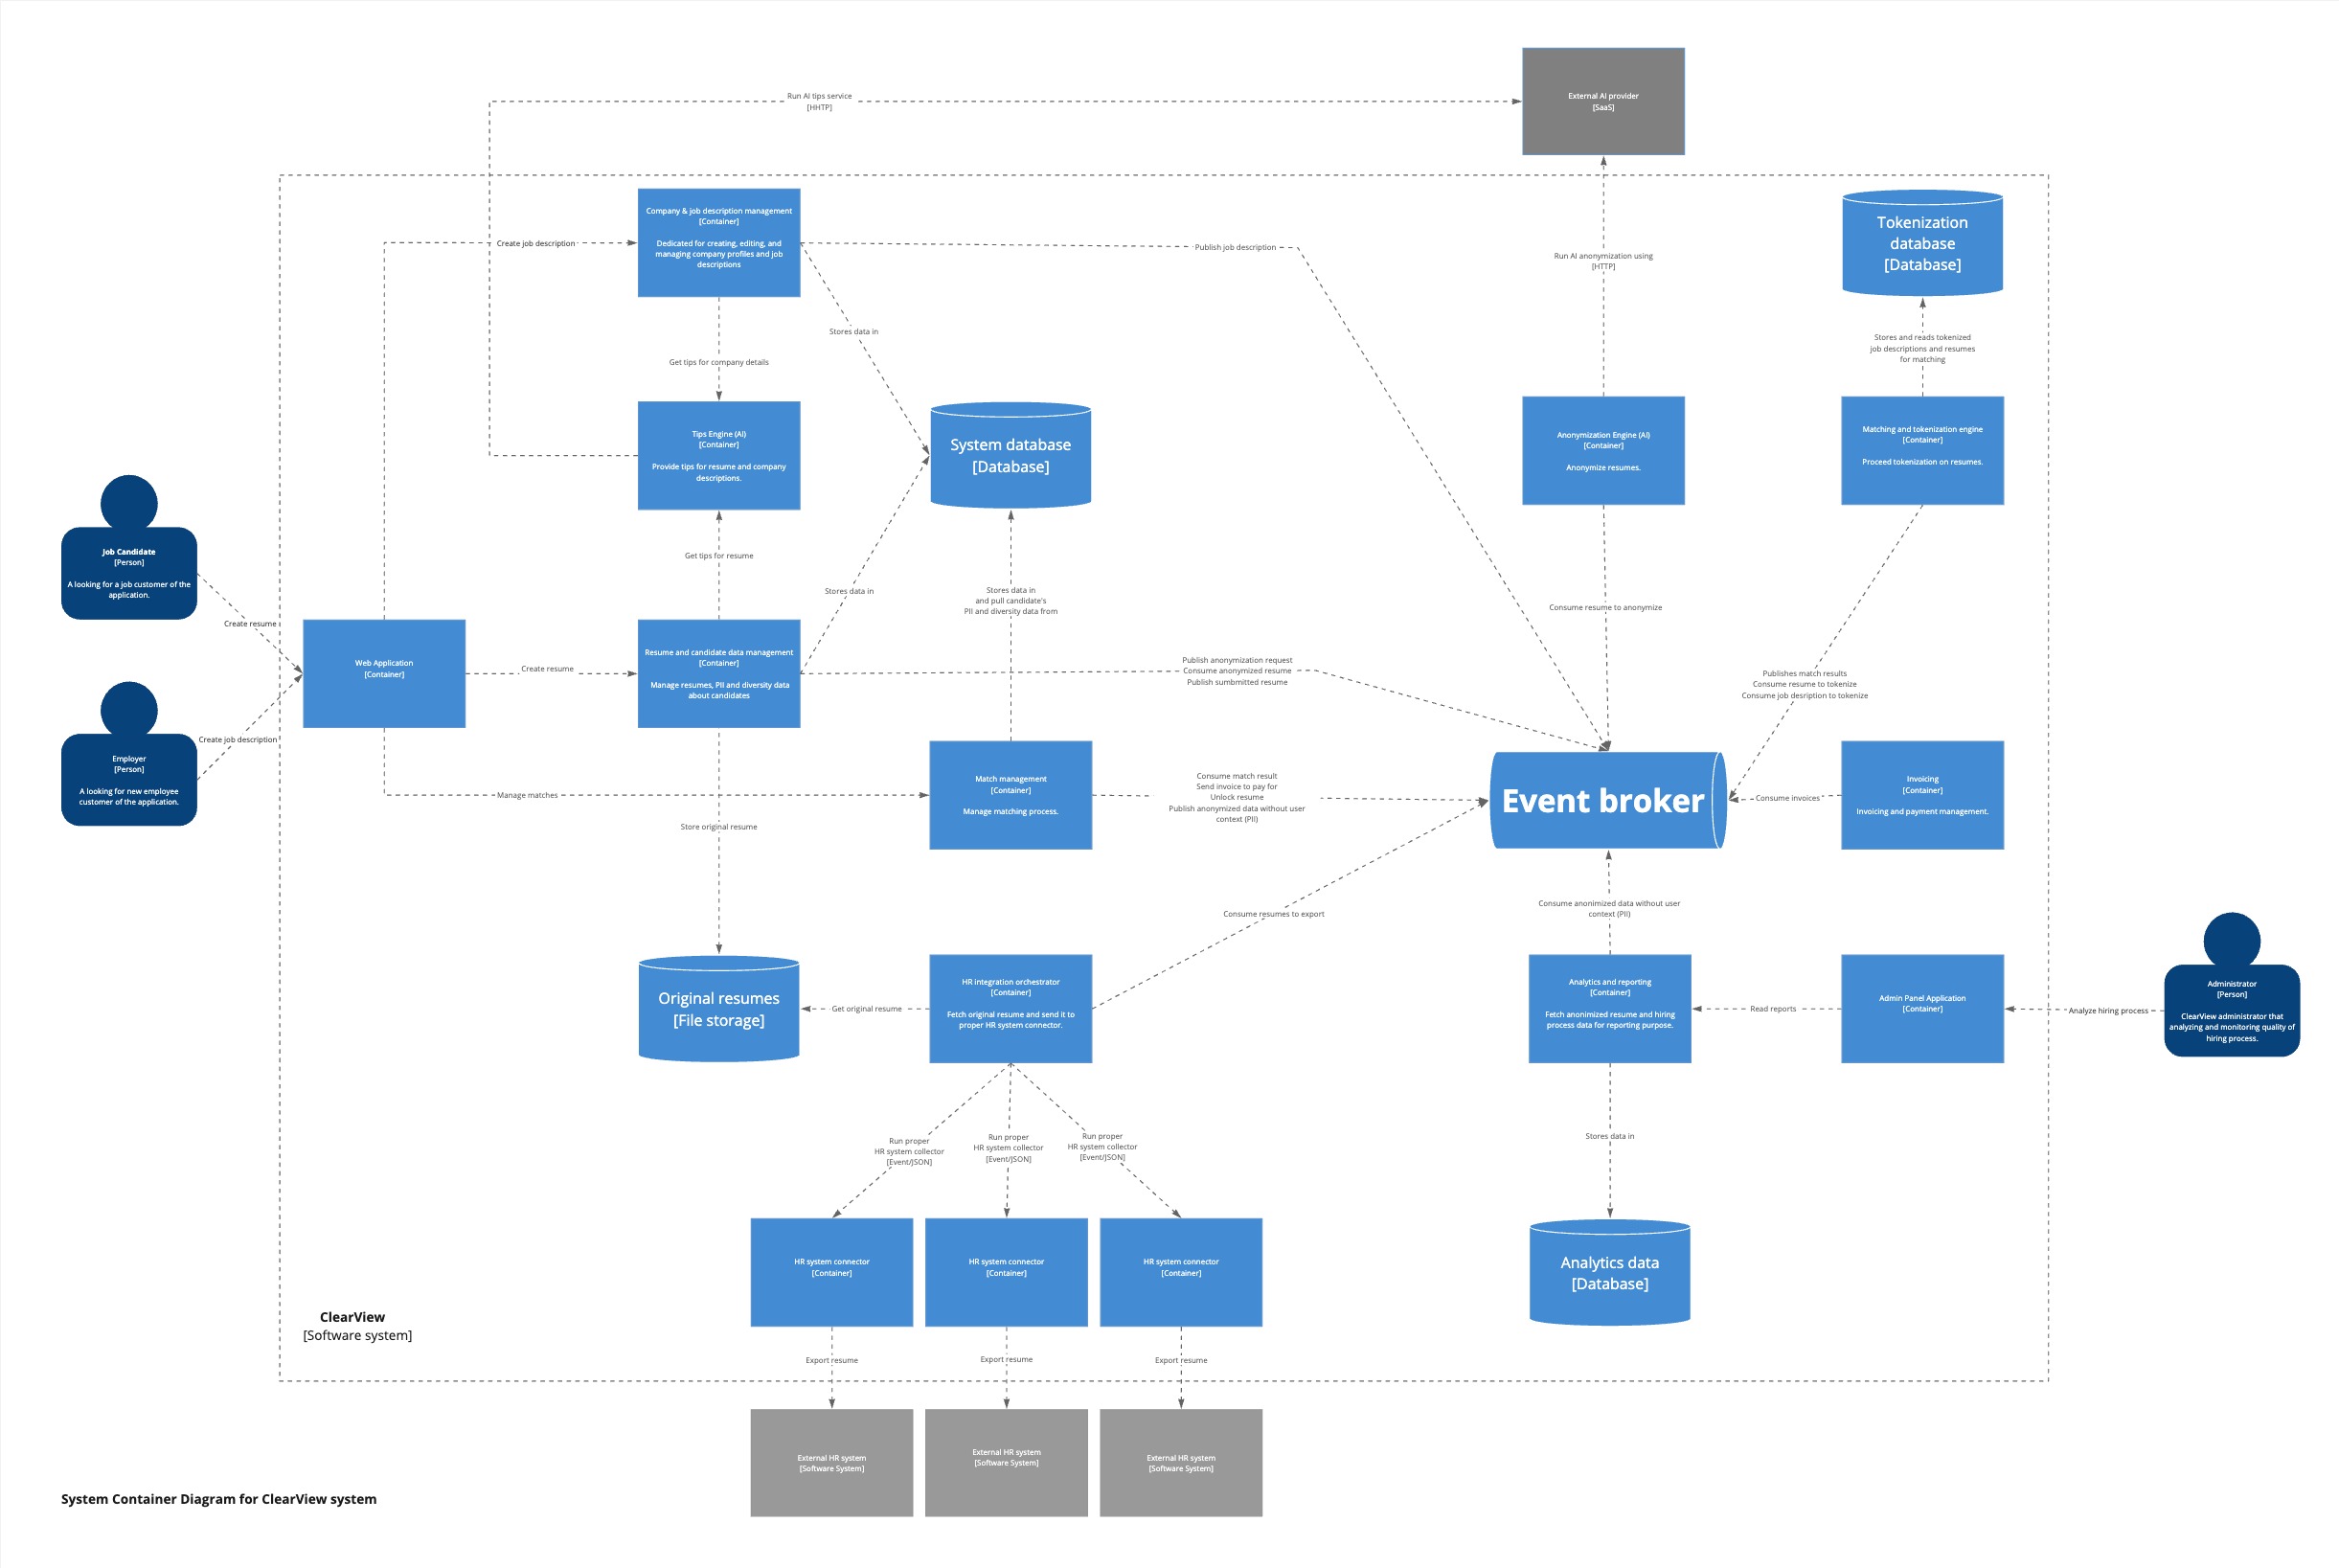 Run AI tips service
[HHTP]
External AI provider
[SaaS]
Company & job description management
[Container]
Dedicated for creating, editing, and
managing company profiles and job
descriptions
Create job description
Publish job description
Run AI anonymization using
[HTTP]
Tokenization
database
[Database]
Stores data in
Get tips for company details
Stores and reads tokenized
job descriptions and resumes
for matching
Tips Engine (AI)
[Container]
Provide tips for resume and company
descriptions.
System database
[Database]
Anonymization Engine (AI)
[Container]
Anonymize resumes.
Matching and tokenization engine
[Container]
Proceed tokenization on resumes.
Job Candidate
[Person]
A looking for a job customer of the
application.
Get tips for resume
Stores data in
Stores data in
and pull candidate's
PII and diversity data from
Consume resume to anonymize
Create resume
Web Application
[Container]
Create resume
Resume and candidate data management
[Container]
Manage resumes, PII and diversity data
about candidates
Publish anonymization request
Consume anonymized resume
Publish sumbmitted resume
Publishes match results
Consume resume to tokenize
Consume job desription to tokenize
Create job description
Employer
[Person]
A looking for new employee
customer of the application.
Manage matches
Match management
[Container]
Manage matching process.
Consume match result
Send invoice to pay for
Unlock resume
Publish anonymized data without user
context (PII)
Event broker
Consume invoices
Invoicing
[Container]
Invoicing and payment management.
Store original resume
Consume resumes to export
Consume anonimized data without user
context (PII)
Original resumes
[File storage]
Get original resume
HR integration orchestrator
[Container]
Fetch original resume and send it to
proper HR system connector.
Analytics and reporting
[Container]
Fetch anonimized resume and hiring
process data for reporting purpose.
Read reports
Admin Panel Application
[Container]
Analyze hiring process
Administrator
[Person]
ClearView administrator that
analyzing and monitoring quality of
hiring process.
Run proper
HR system collector
[Event/JSON]
Run proper
HR system collector
[Event/JSON]
Run proper
HR system collector
[Event/JSON]
Stores data in
HR system connector
[Container]
HR system connector
[Container]
HR system connector
[Container]
Analytics data
[Database]
ClearView
[Software system]
Export resume
Export resume
Export resume
External HR system
[Software System]
External HR system
[Software System]
External HR system
[Software System]
System Container Diagram for ClearView system